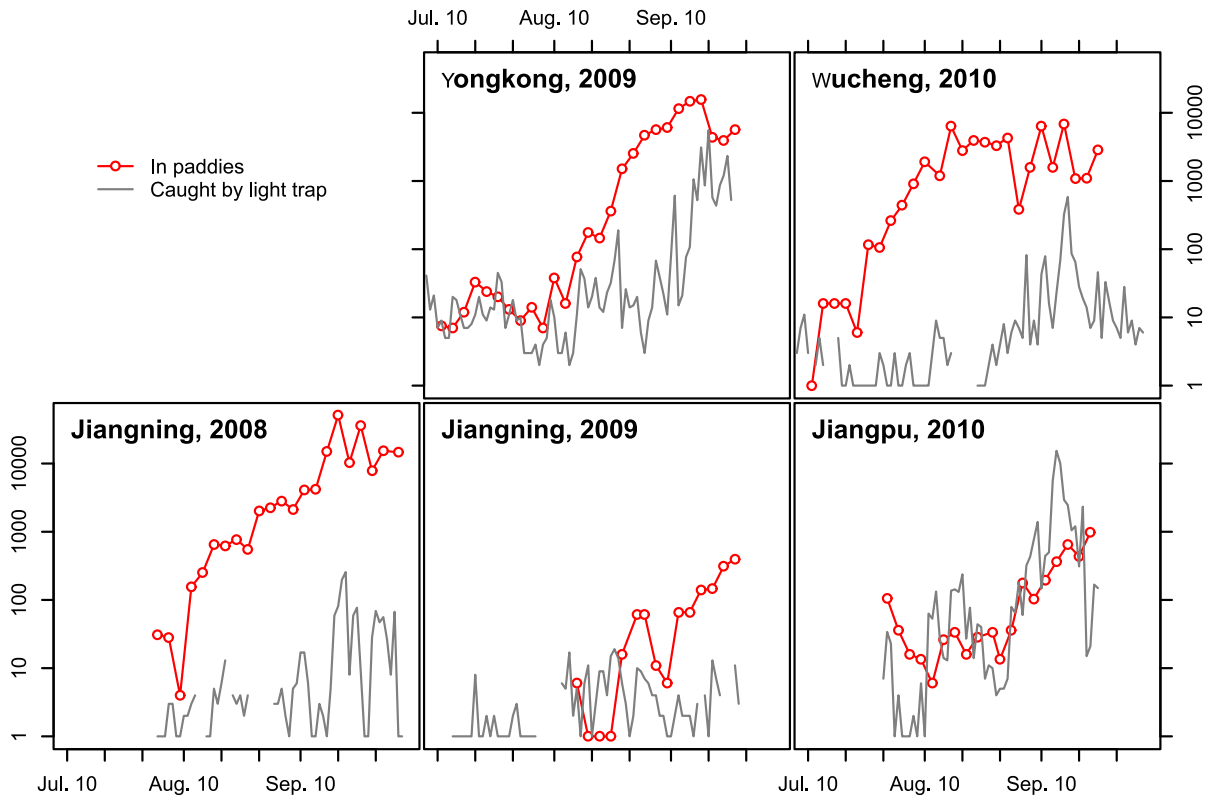 Jul. 10 Aug. 10 Sep. 10
Yongkong, 2009
Wucheng, 2010
In paddies
Caught by light trap
10000
1000
100
10
1
Jiangning, 2008
Jiangning, 2009
Jiangpu, 2010
10000
1000
100
10
1
Jul. 10 Aug. 10 Sep. 10
Jul. 10 Aug. 10 Sep. 10